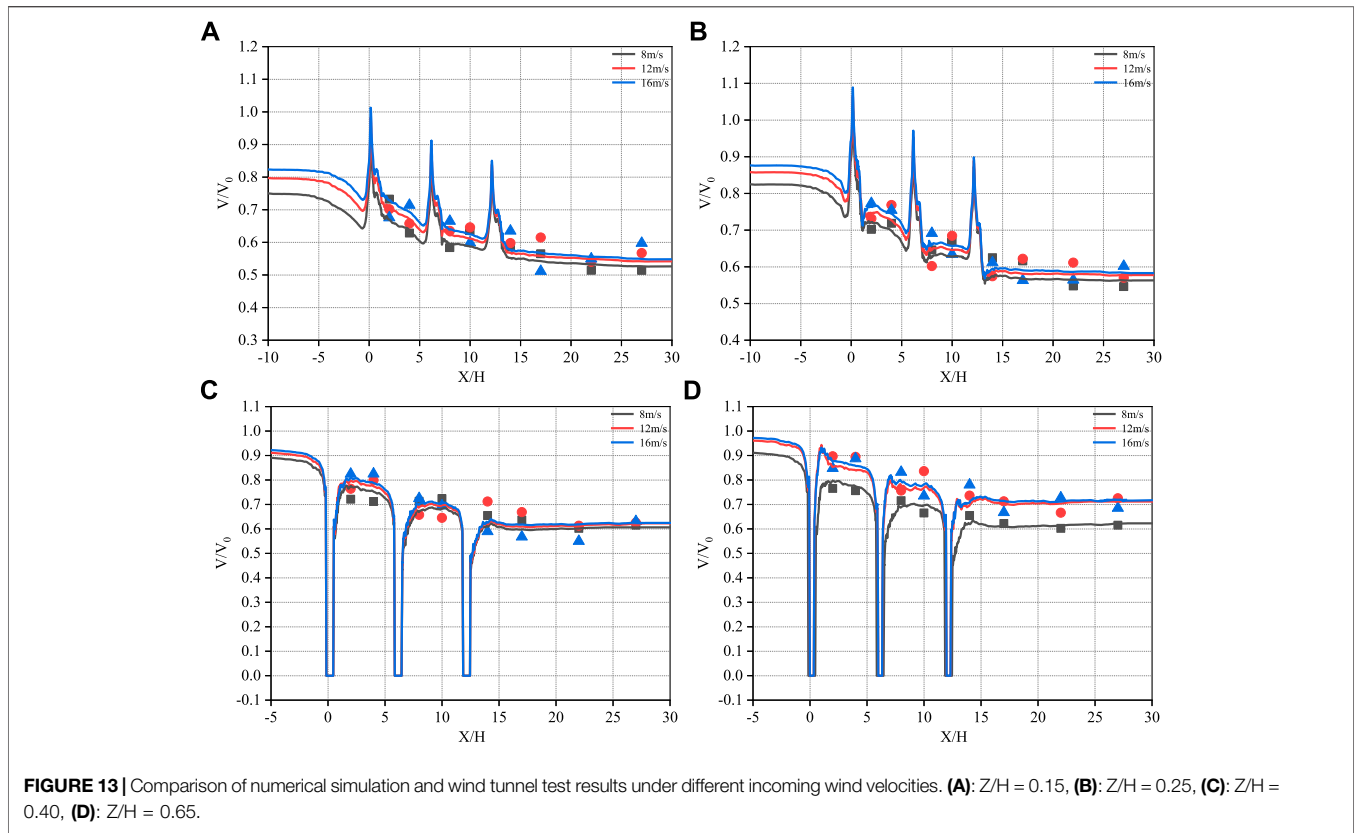 A
1.2
1.1
1.0
0.9
0.8
0.7
0.6
0.5
0.4
0.3
V/V0
-10 -5 0 5 10 15 20 25 30
X/H
8m/s
12m/s
16m/s
B
1.2
1.1
1.0
0.9
0.8
0.7
0.6
0.5
0.4
V/V0
-10 -5 0 5 10 15 20 25 30
X/H
8m/s
12m/s
16m/s
C
1.1
1.0
0.9
0.8
0.7
0.6
0.5
0.4
0.3
0.2
0.1
0.0
-0.1
V/V0
-5 0 5 10 15 20 25 30
X/H
8m/s
12m/s
16m/s
D
1.1
1.0
0.9
0.8
0.7
0.6
0.5
0.4
0.3
0.2
0.1
0.0
-0.1
V/V0
-5 0 5 10 15 20 25 30
X/H
8m/s
12m/s
16m/s
FIGURE 13 | Comparison of numerical simulation and wind tunnel test results under different incoming wind velocities. (A): Z/H = 0.15, (B): Z/H = 0.25, (C): Z/H =
0.40, (D): Z/H = 0.65.